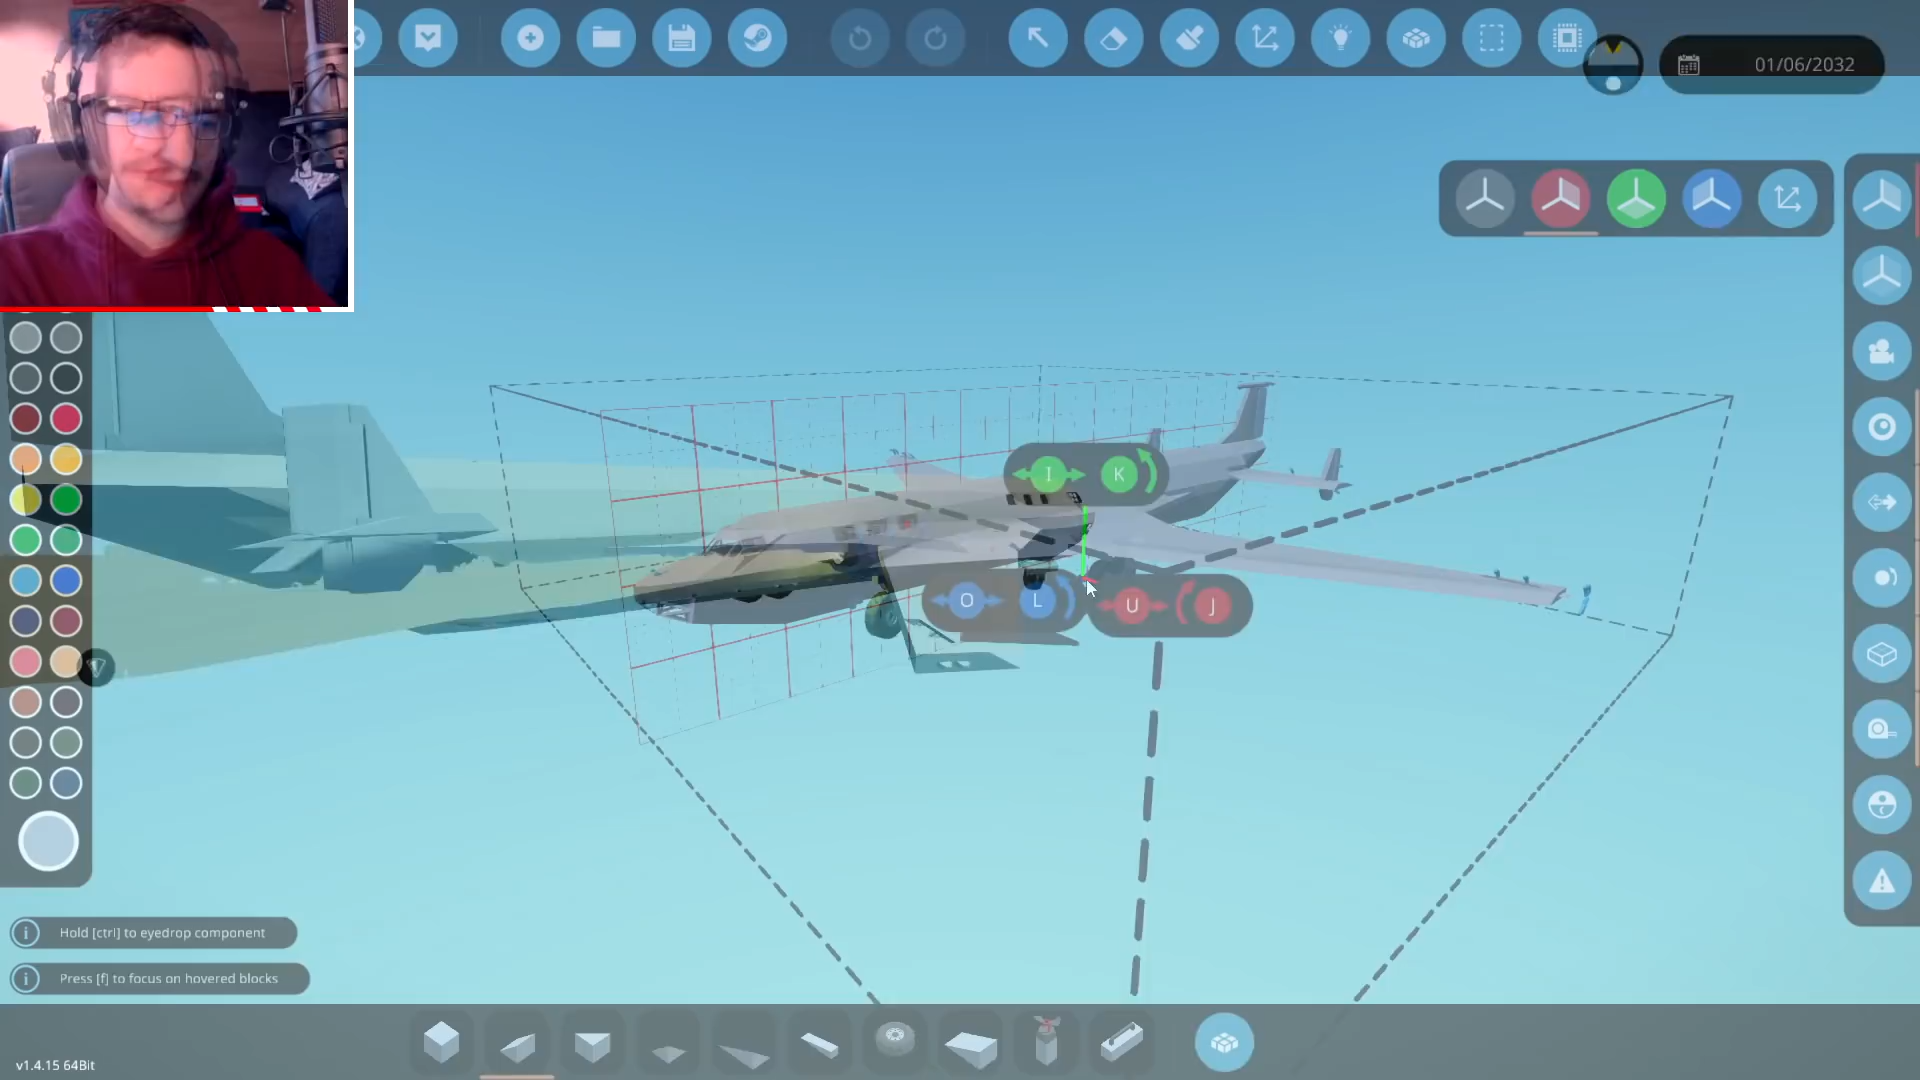 01/06/2032
I K
O L U J
Hold [ctrl] to eyedrop component
Press [f] to focus on hovered blocks
v1.4.15 64Bit